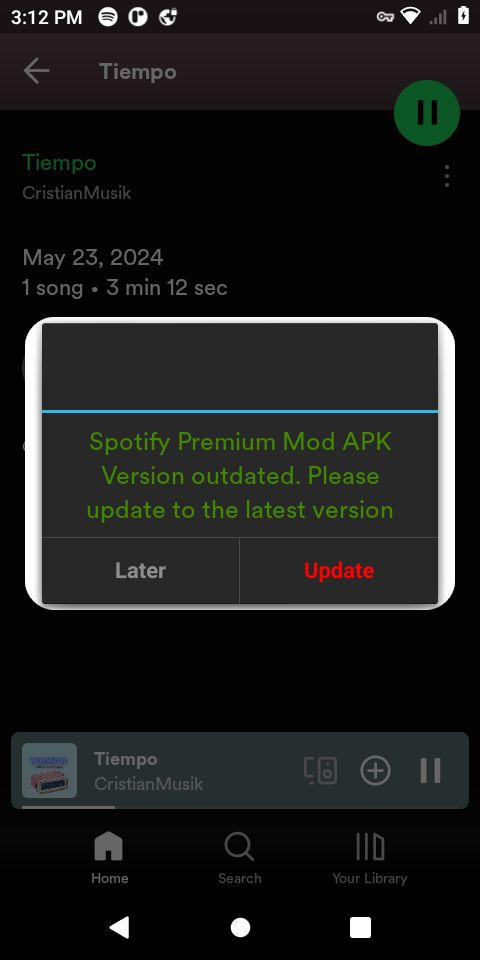 3:12 PM
Tiempo
Tiempo
CristianMusik
May 23, 2024
1 song • 3 min 12 sec
Spotify Premium Mod APK
Version outdated. Please
update to the latest version
Later
Update
Tiempo
CristianMusik
Home
Search
Your Library